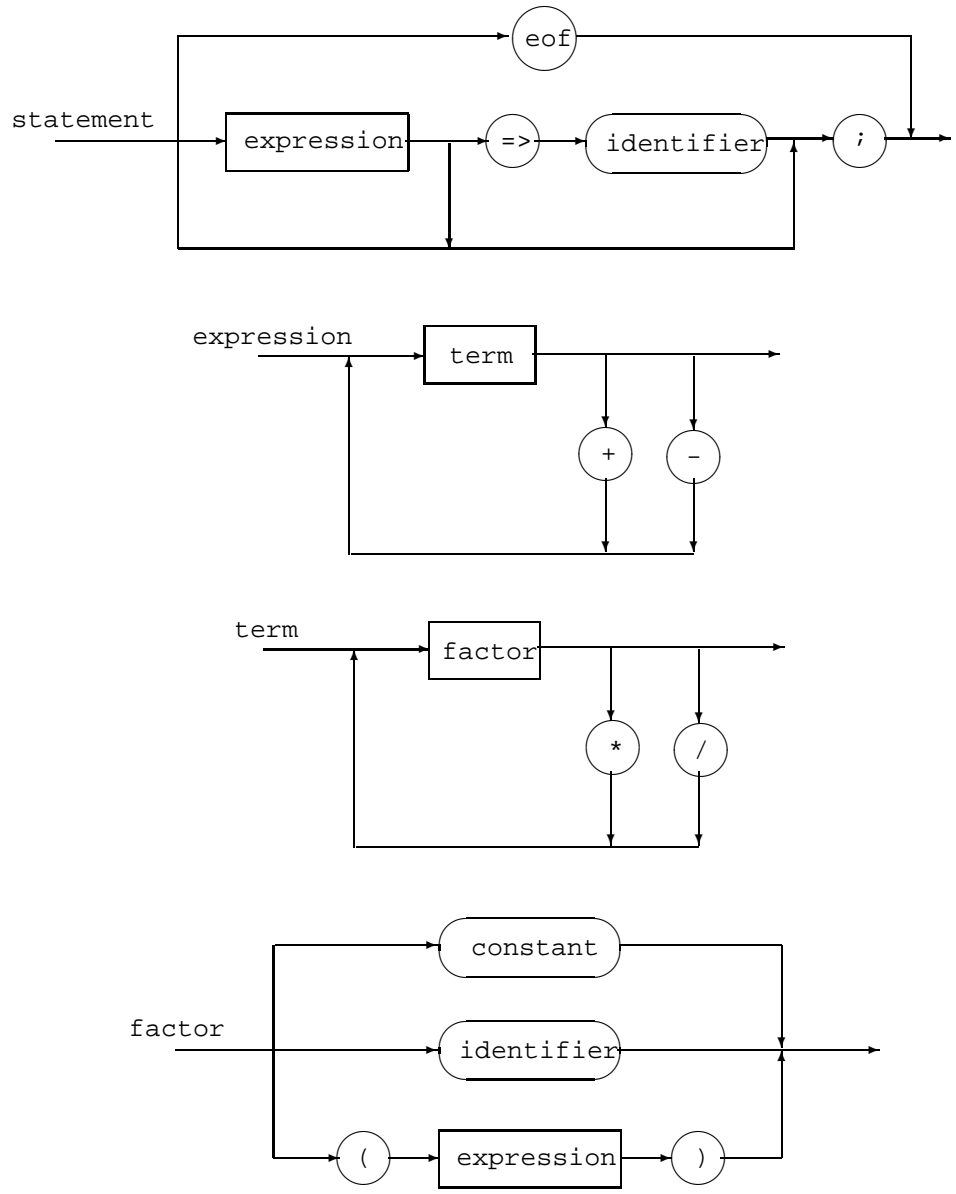 eof
statement
expression => identifier ;
expression
term
+ -
term
factor
* /
constant
factor
identifier
( expression )